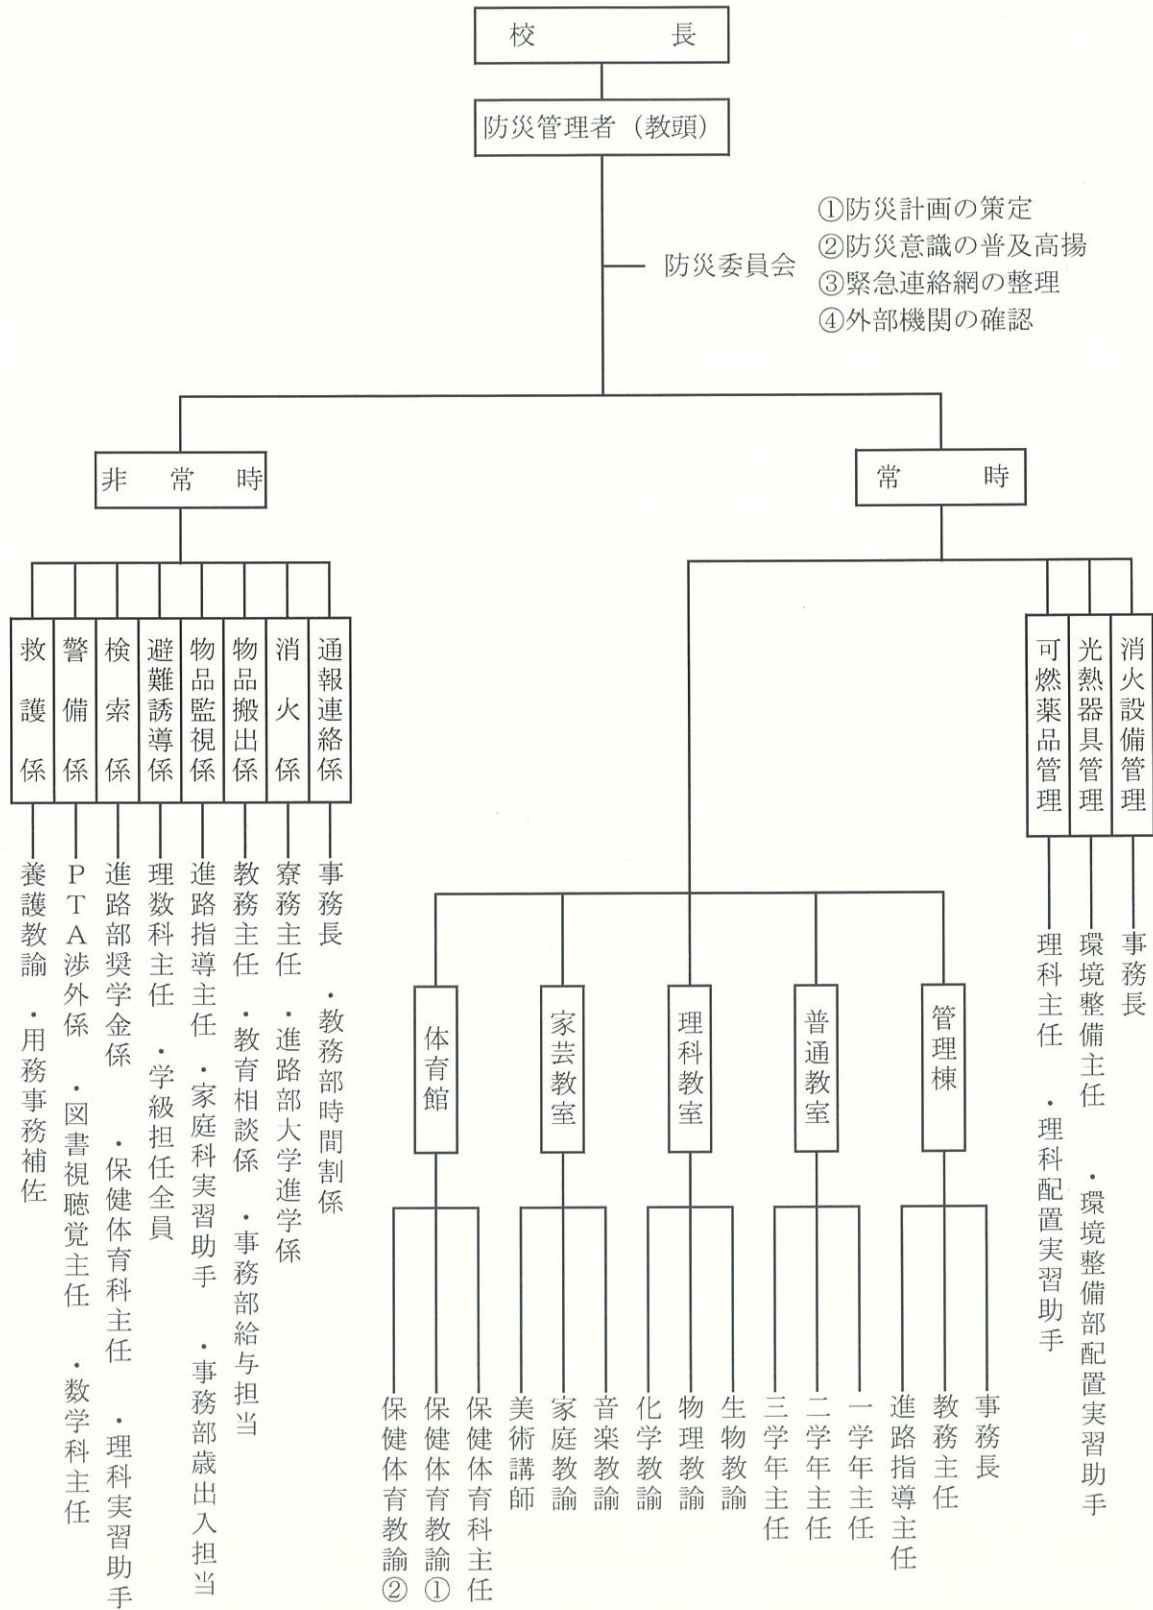 校長
防災管理者（教頭）
防災委員会
①防災計画の策定
②防災意識の普及高揚
③緊急連絡網の整理
④外部機関の確認
非常時
常時
通報連絡係
消火係
物品搬出係
物品監視係
避難誘導係
検索係
警備係
救護係
事務長・教務部時間割係
寮務主任・進路部大学進学係
教務主任・教育相談係・事務部給与担当
進路指導主任・家庭科実習助手・事務部歳出入担当
理数科主任・学級担任全員
進路部奨学金係・保健体育科主任・理科実習助手
ＰＴＡ渉外係・図書視聴覚主任・数学科主任
養護教諭・用務事務補佐
消火設備管理
光熱器具管理
可燃薬品管理
事務長
環境整備主任・環境整備部配置実習助手
理科主任・理科配置実習助手
管理棟
普通教室
理科教室
家芸教室
体育館
事務長
教務主任
進路指導主任
一学年主任
二学年主任
三学年主任
生物教諭
物理教諭
化学教諭
音楽教諭
家庭教諭
美術講師
保健体育科主任
保健体育教諭①
保健体育教諭②